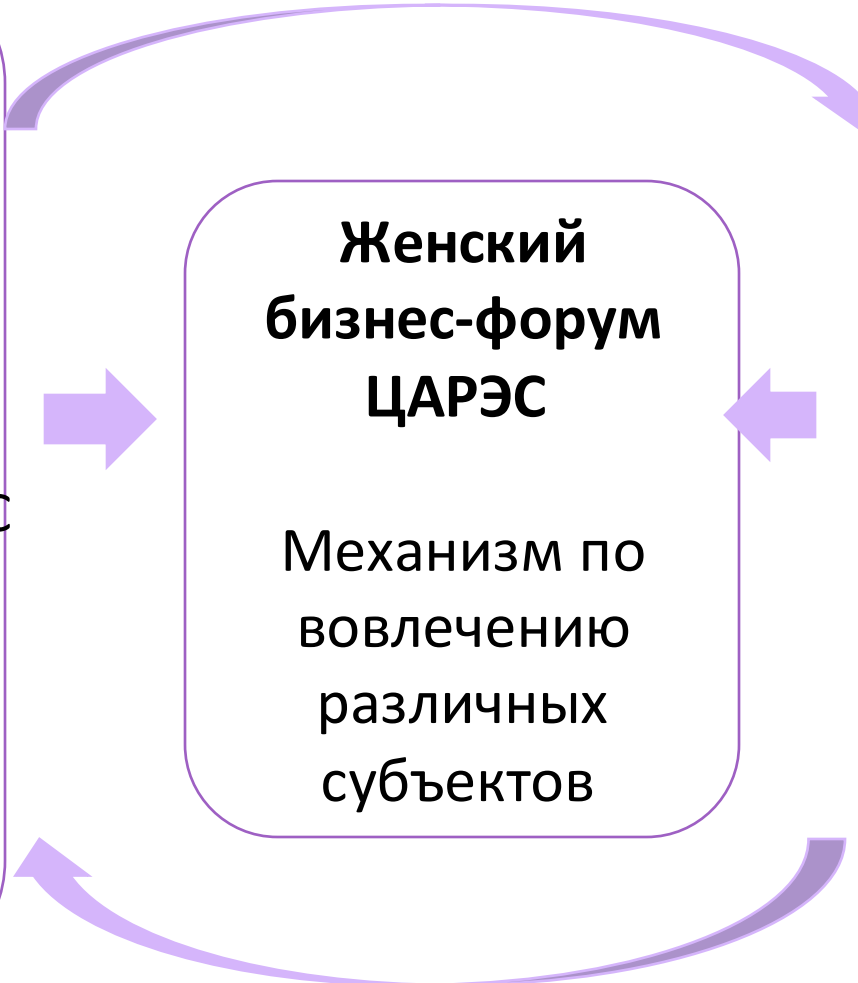 Женский
бизнес-форум
ЦАРЭС
Механизм по
вовлечению
различных
субъектов